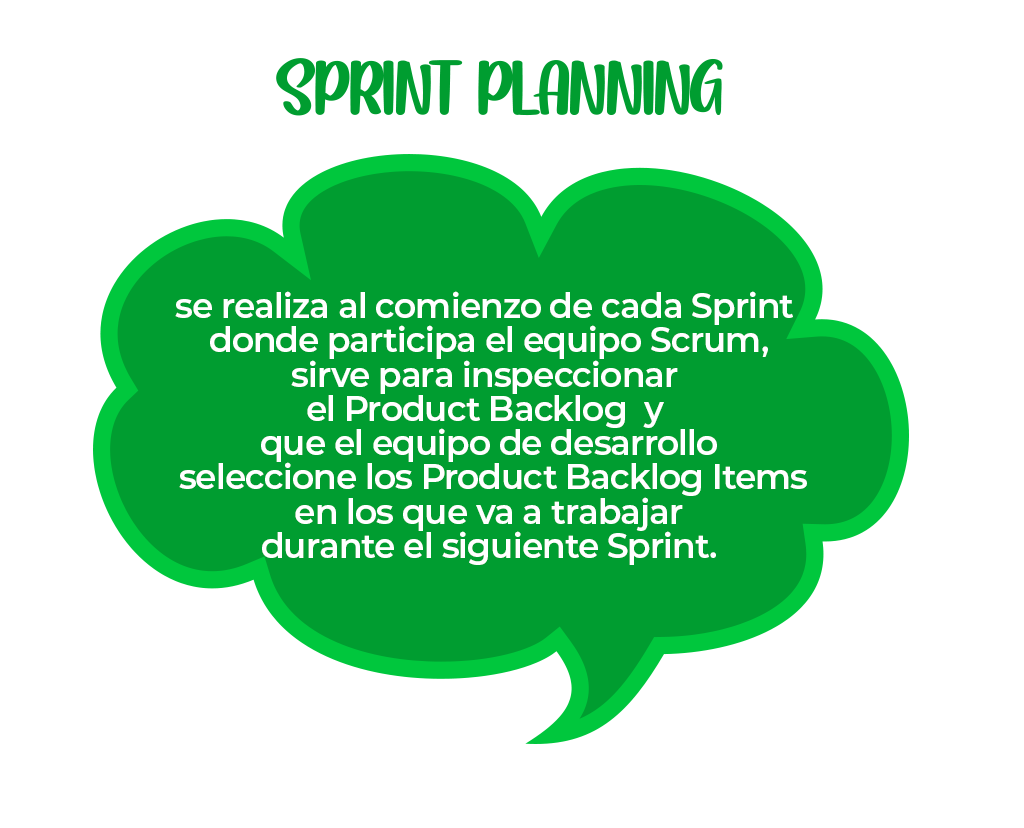 SPRINT PLANNING
se realiza al comienzo de cada Sprint
donde participa el equipo Scrum,
sirve para inspeccionar
el Product Backlog y
que el equipo de desarrollo
seleccione los Product Backlog Items
en los que va a trabajar
durante el siguiente Sprint.